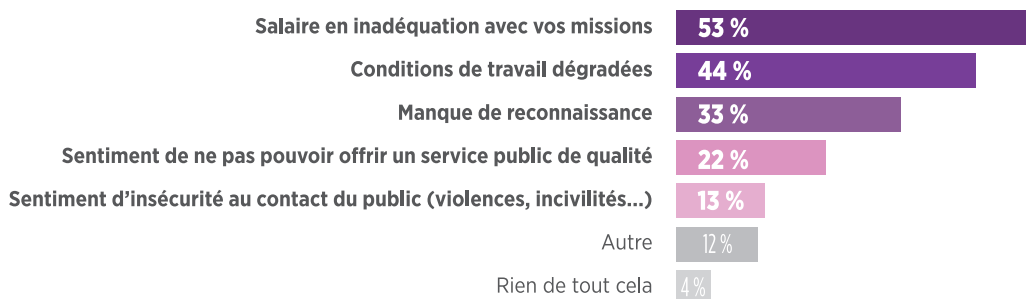 Salaire en inadéquation avec vos missions 53 %
Conditions de travail dégradées 44 %
Manque de reconnaissance 33 %
Sentiment de ne pas pouvoir offrir un service public de qualité 22 %
Sentiment d’insécurité au contact du public (violences, incivilités...) 13 %
Autre 12 %
Rien de tout cela 4 %